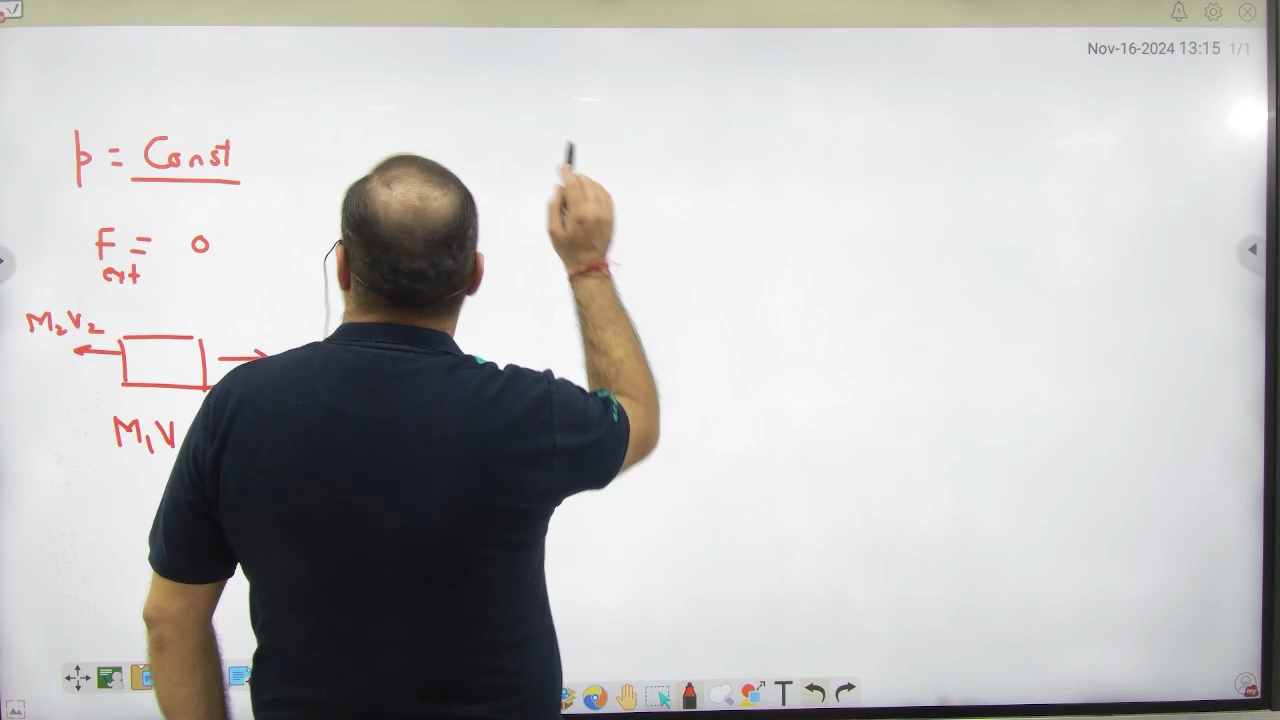 Nov-16-2024 13:15 1/1
p = Const
F = 0
ext
M₂V₂
M₁V